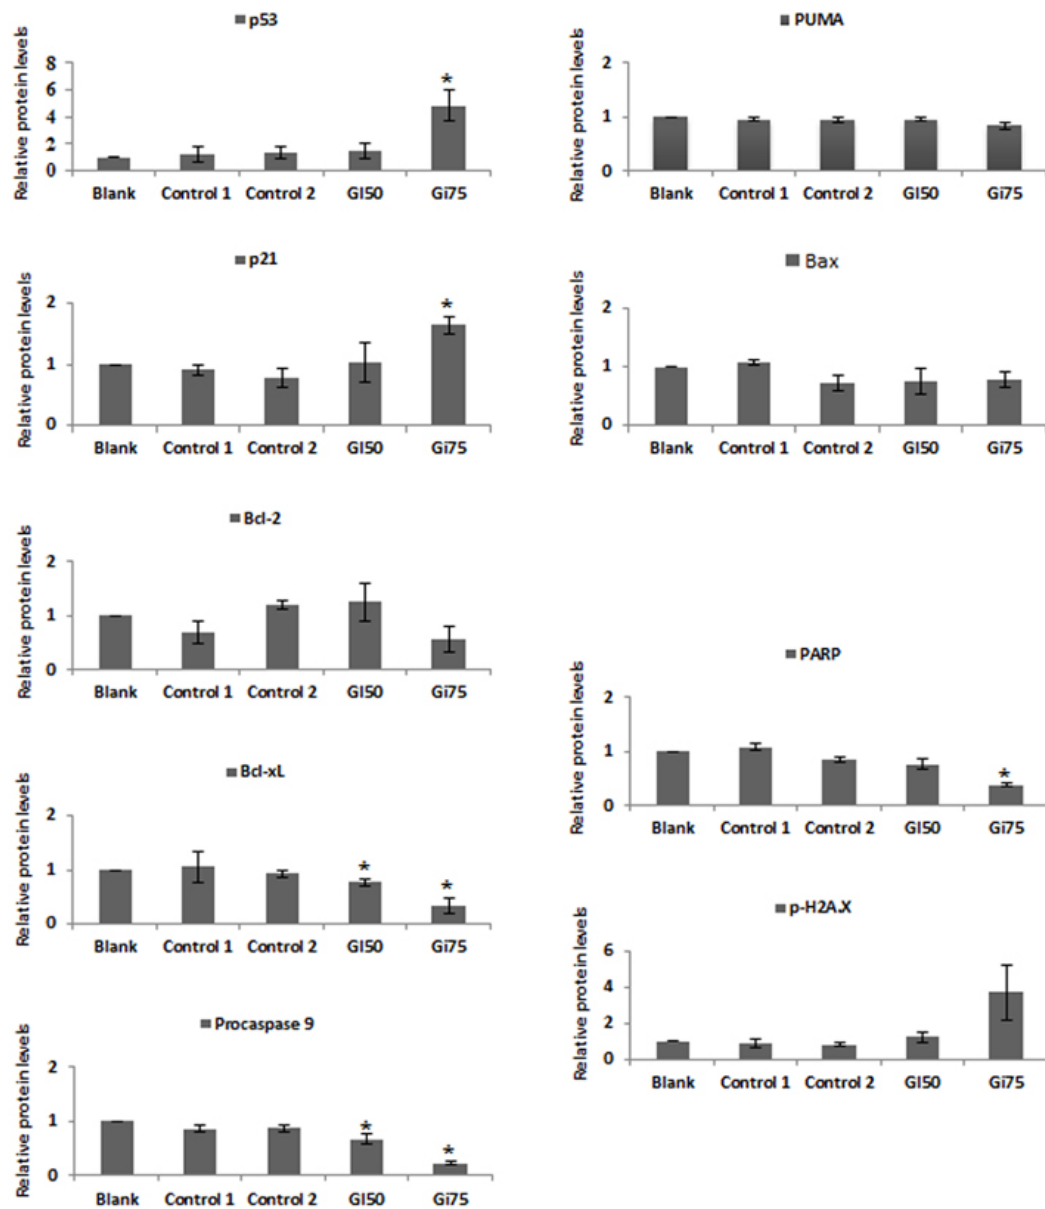 p53
Relative protein levels
8
6
4
2
0
Blank Control 1 Control 2 GI50 Gi75
*
p21
Relative protein levels
2
1
0
Blank Control 1 Control 2 GI50 Gi75
*
Bcl-2
Relative protein levels
2
1
0
Blank Control 1 Control 2 GI50 Gi75
Bcl-xL
Relative protein levels
2
1
0
Blank Control 1 Control 2 GI50 Gi75
* *
Procaspase 9
Relative protein levels
2
1
0
Blank Control 1 Control 2 GI50 Gi75
* *
PUMA
Relative protein levels
2
1
0
Blank Control 1 Control 2 GI50 Gi75
Bax
Relative protein levels
2
1
0
Blank Control 1 Control 2 GI50 Gi75
PARP
Relative protein levels
2
1
0
Blank Control 1 Control 2 GI50 Gi75
*
p-H2A.X
Relative protein levels
6
4
2
0
Blank Control 1 Control 2 GI50 Gi75